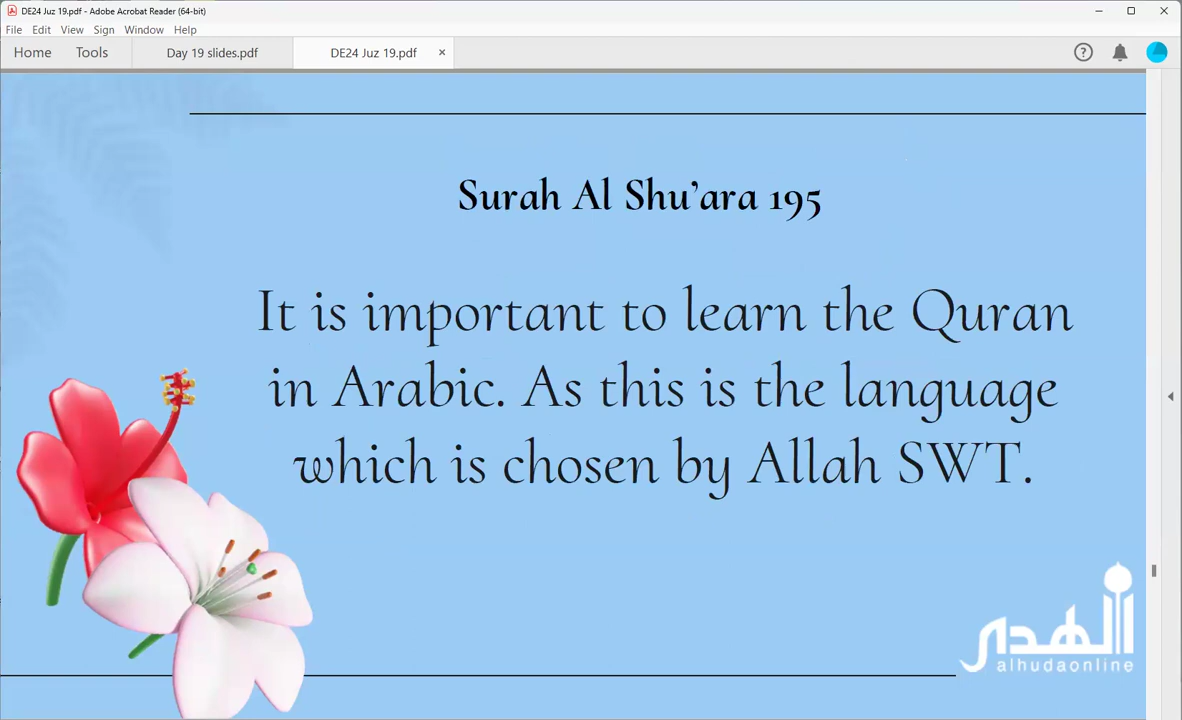 DE24 Juz 19.pdf - Adobe Acrobat Reader (64-bit)
File Edit View Sign Window Help
Home Tools Day 19 slides.pdf DE24 Juz 19.pdf ×
Surah Al Shu’ara 195
It is important to learn the Quran
in Arabic. As this is the language
which is chosen by Allah SWT.
الهدى
alhudaonline